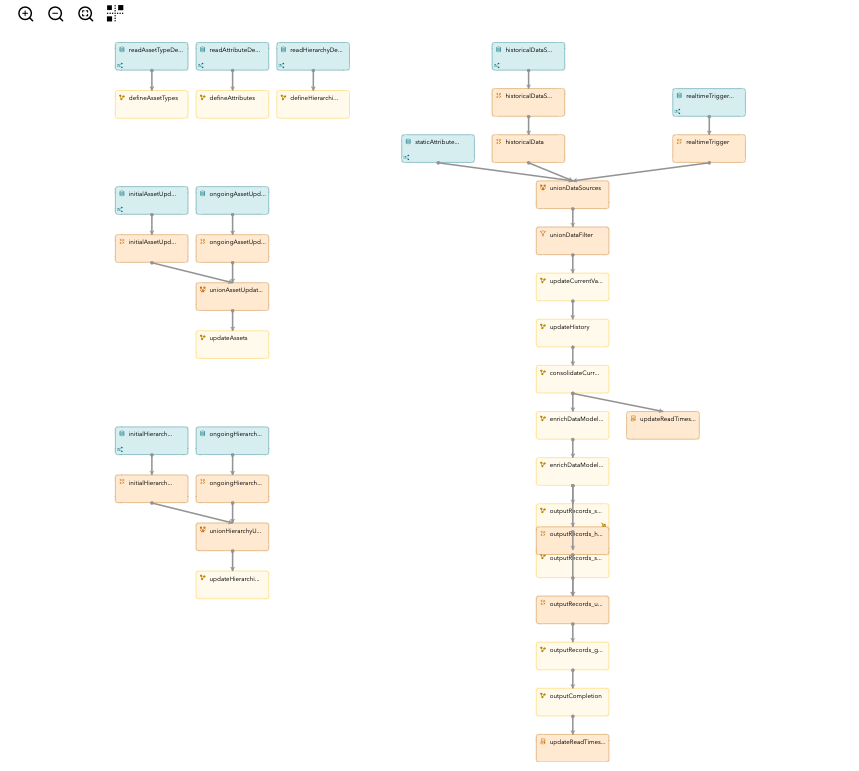 readAssetTypeDe...
readAttributeDe...
readHierarchyDe...
defineAssetTypes
defineAttributes
defineHierarchi...
initialAssetUpd...
ongoingAssetUpd...
initialAssetUpd...
ongoingAssetUpd...
unionAssetUpdat...
updateAssets
initialHierarch...
ongoingHierarch...
initialHierarch...
ongoingHierarch...
unionHierarchyU...
updateHierarchi...
historicalDataS...
historicalDataS...
realtimeTrigger...
staticAttribute...
historicalData
realtimeTrigger
unionDataSources
unionDataFilter
updateCurrentVa...
updateHistory
consolidateCurr...
enrichDataModel...
updateReadTimes...
enrichDataModel...
outputRecords_s...
outputRecords_h...
outputRecords_s...
outputRecords_u...
outputRecords_g...
outputCompletion
updateReadTimes...